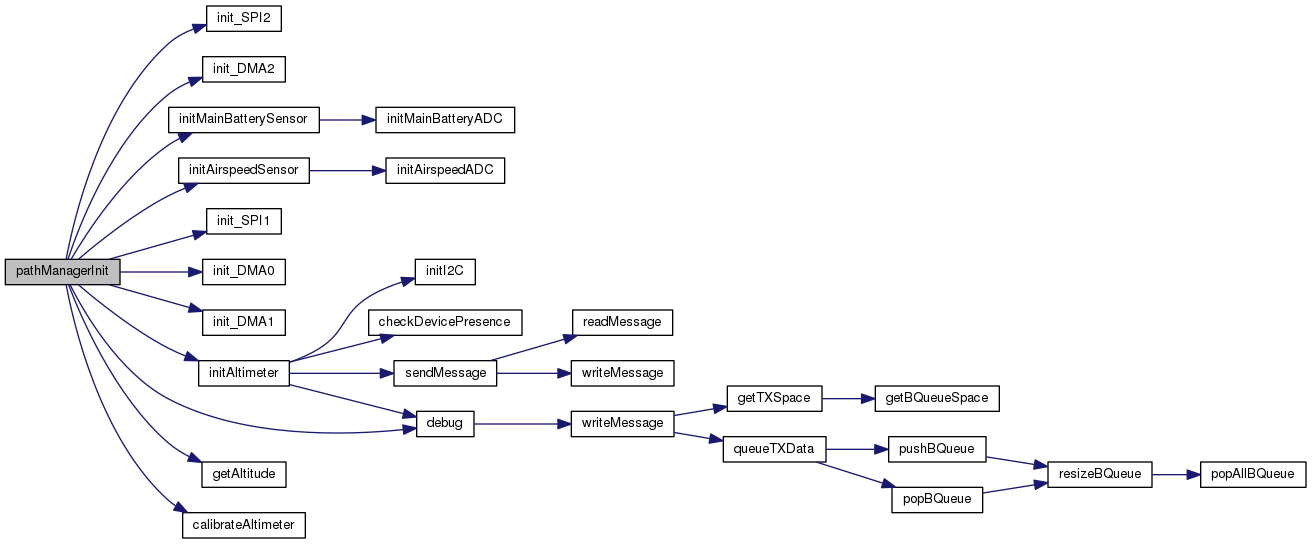 init_SPI2
init_DMA2
initMainBatterySensor
initMainBatteryADC
initAirspeedSensor
initAirspeedADC
init_SPI1
pathManagerInit
init_DMA0
initI2C
init_DMA1
checkDevicePresence
readMessage
initAltimeter
sendMessage
writeMessage
getTXSpace
getBQueueSpace
debug
writeMessage
queueTXData
pushBQueue
getAltitude
resizeBQueue
popAllBQueue
popBQueue
calibrateAltimeter